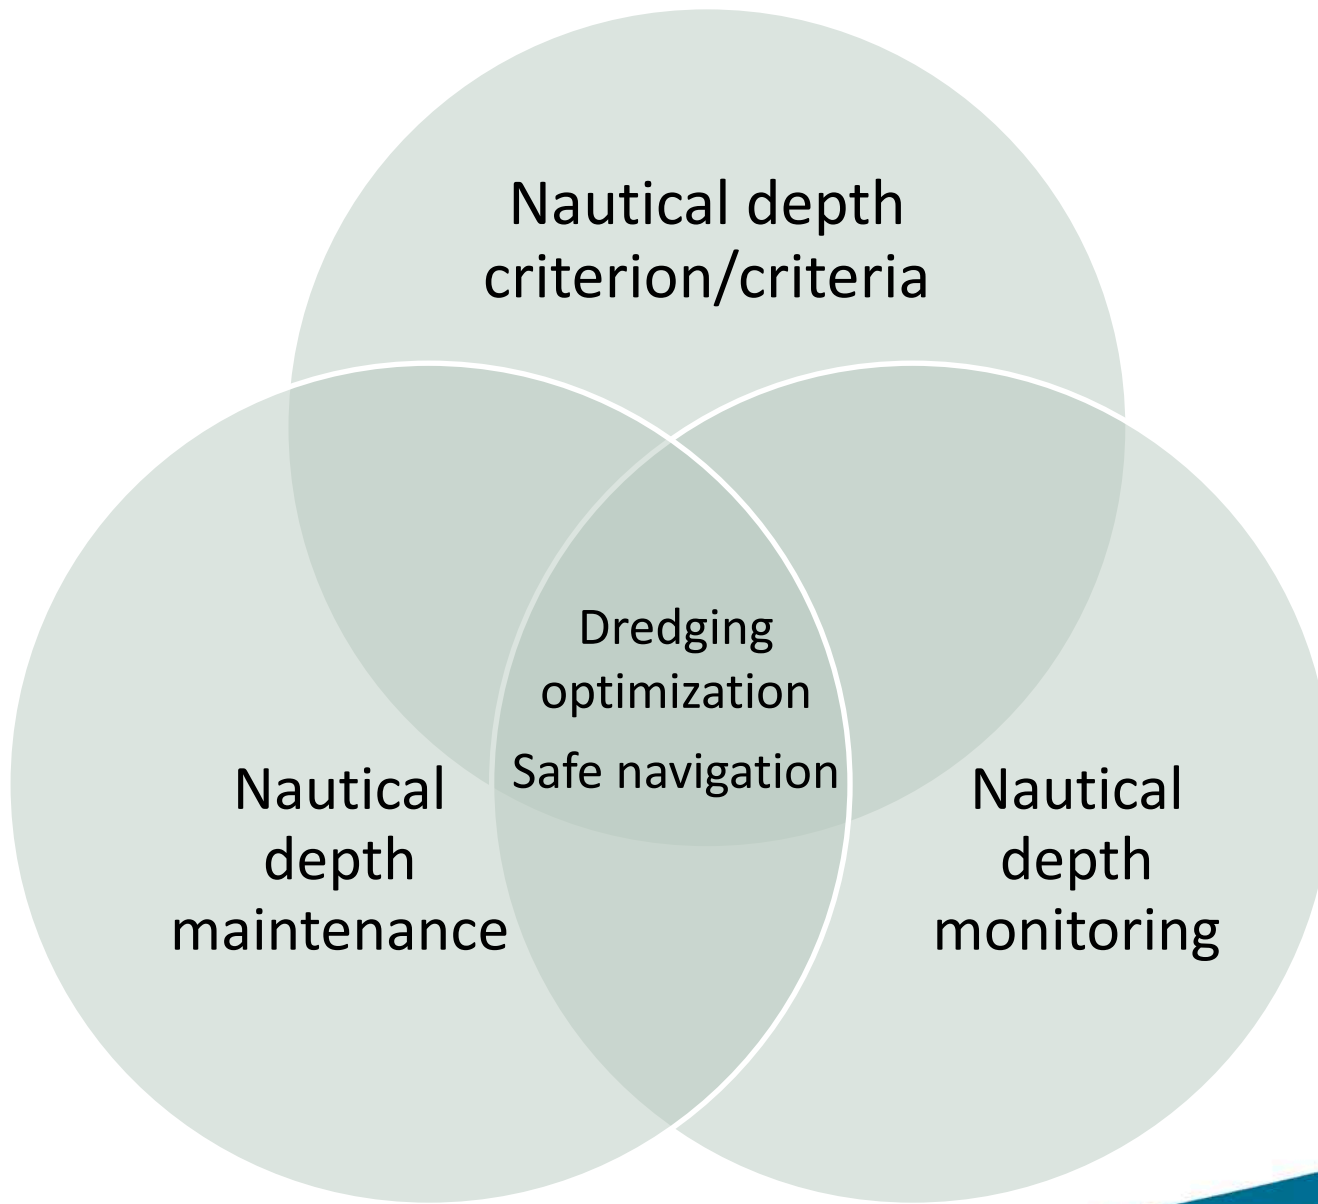 Nautical depth
criterion/criteria
Dredging
optimization
Safe navigation
Nautical
depth
maintenance
Nautical
depth
monitoring